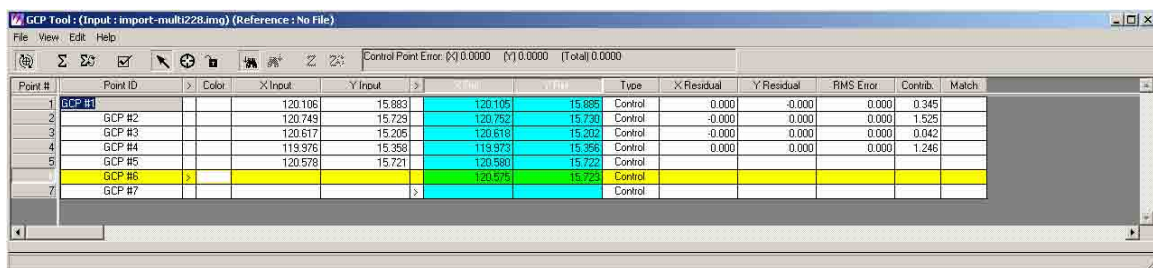 GCP Tool : (Input : import-multi228.img) (Reference : No File)
File View Edit Help
Σ Z Control Point Error: (X) 0.0000 (Y) 0.0000 (Total) 0.0000
Point # Point ID > Color X Input Y Input > Type X Residual Y Residual RMS Error Contrib. Match
1 GCP #1 120.106 15.883 120.105 15.885 Control 0.000 -0.000 0.000 0.345
2 GCP #2 120.749 15.729 120.752 15.730 Control -0.000 0.000 0.000 1.525
3 GCP #3 120.617 15.205 120.618 15.202 Control -0.000 0.000 0.000 0.042
4 GCP #4 119.976 15.358 119.973 15.356 Control 0.000 0.000 0.000 1.246
5 GCP #5 120.578 15.721 120.580 15.722 Control
GCP #6 > 120.575 15.723 Control
7 GCP #7 > Control